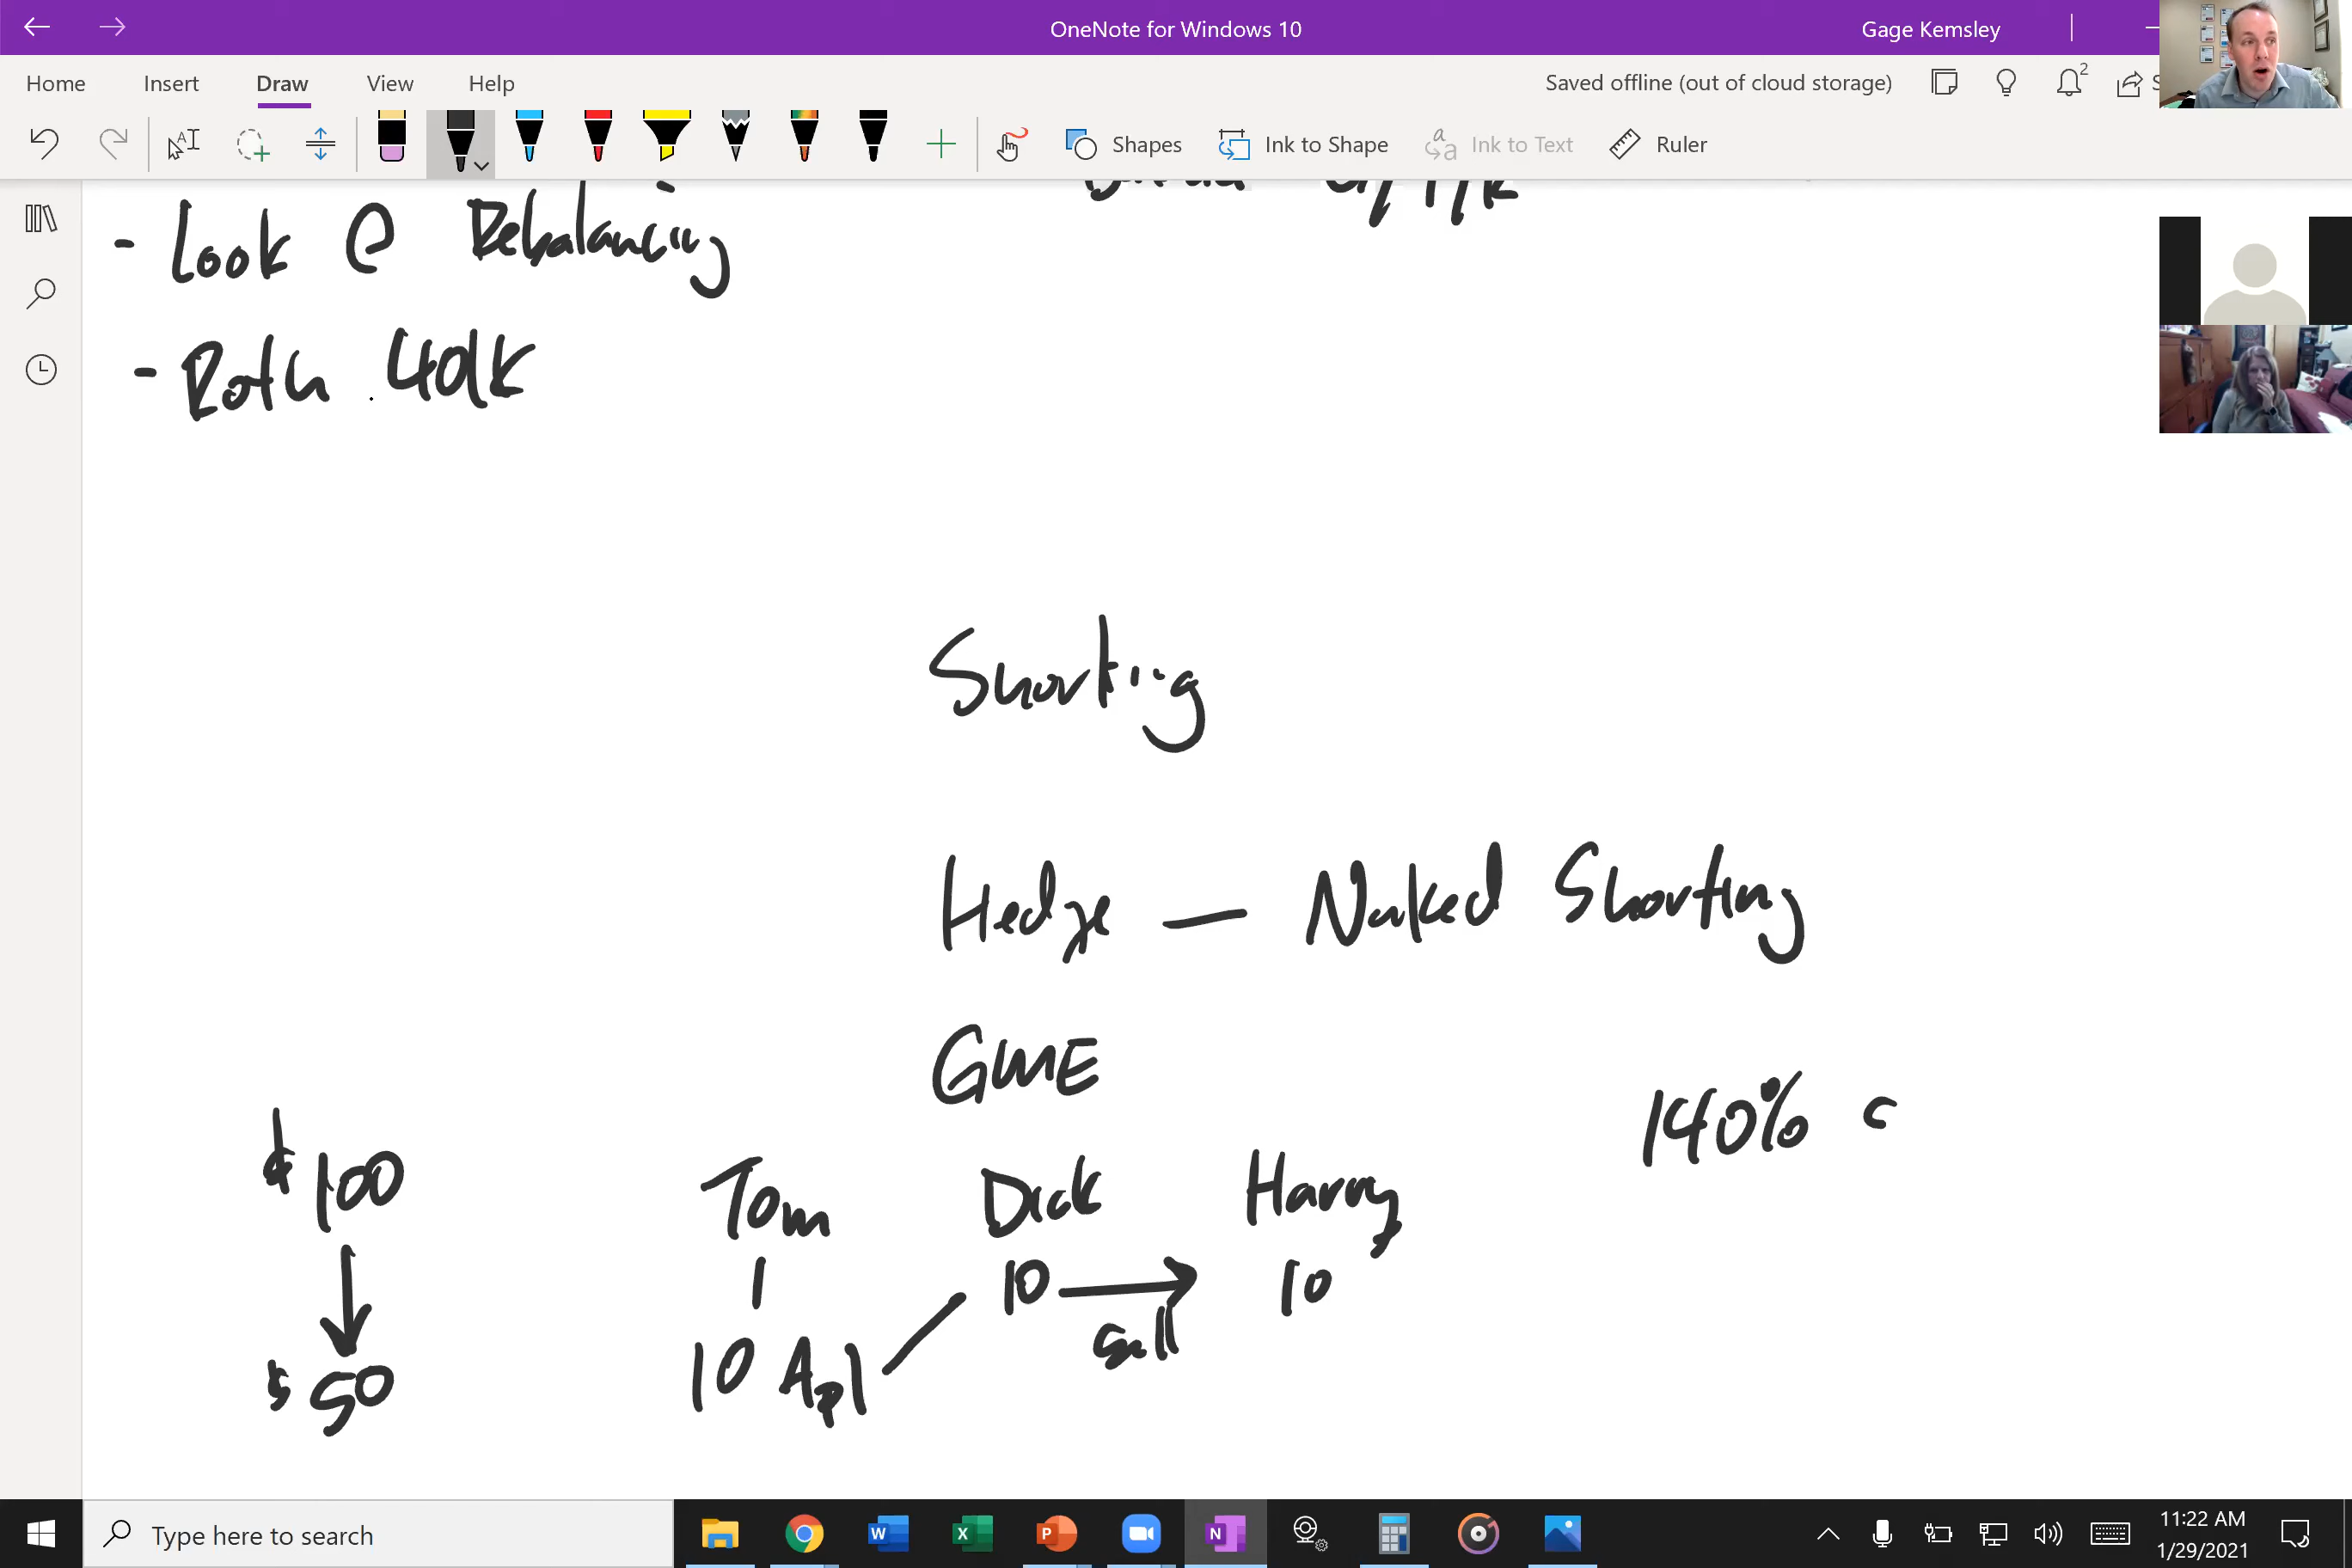 OneNote for Windows 10
Gage Kemsley
Home Insert Draw View Help
Saved offline (out of cloud storage)
2
Shapes Ink to Shape Ink to Text Ruler
- Look @ Rebalancing
- Roth 401K
Shorting
Hedge — Naked Shorting
GME
140%
$100
Tom Dick Harry
10 10
sell
10 Apl
$50
Type here to search
11:22 AM
1/29/2021